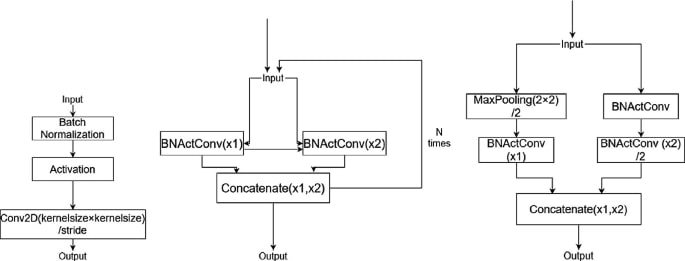 Input
Batch
Normalization
Activation
Conv2D(kernelsize×kernelsize)
/stride
Output
Input
BNActConv(x1)
BNActConv(x2)
N
times
Concatenate(x1,x2)
Output
Input
MaxPooling(2×2)
/2
BNActConv
BNActConv
(x1)
BNActConv (x2)
/2
Concatenate(x1,x2)
Output